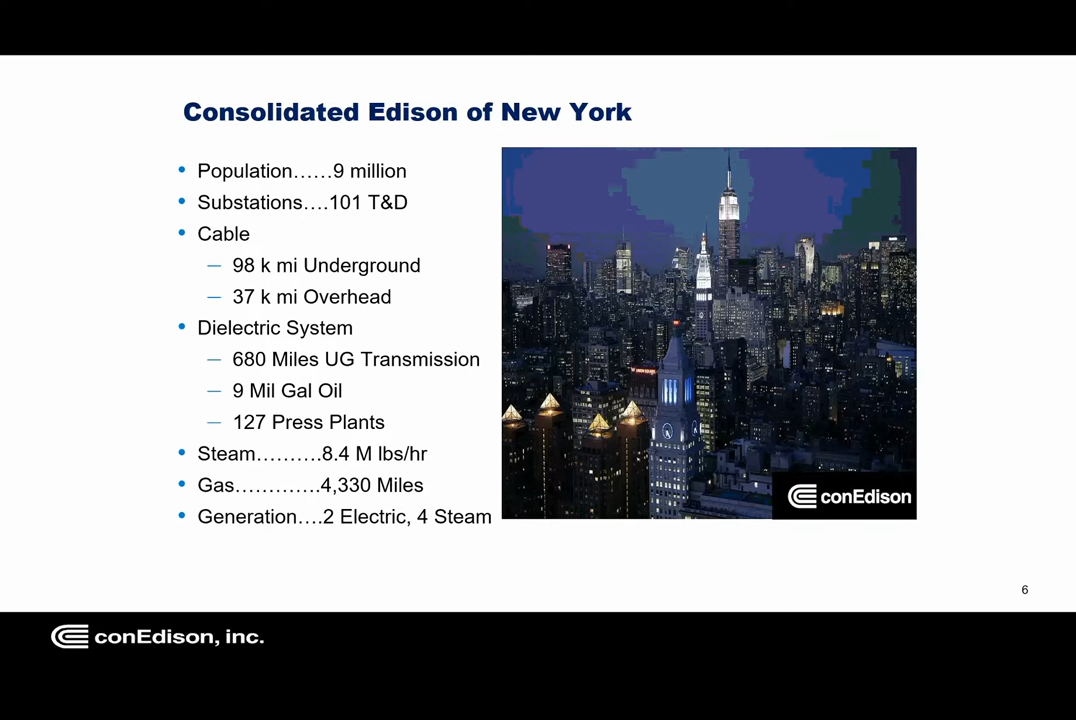 Consolidated Edison of New York
• Population……9 million
• Substations….101 T&D
• Cable
– 98 k mi Underground
– 37 k mi Overhead
• Dielectric System
– 680 Miles UG Transmission
– 9 Mil Gal Oil
– 127 Press Plants
• Steam……….8.4 M lbs/hr
• Gas………….4,330 Miles
• Generation….2 Electric, 4 Steam
conEdison
6
conEdison, inc.